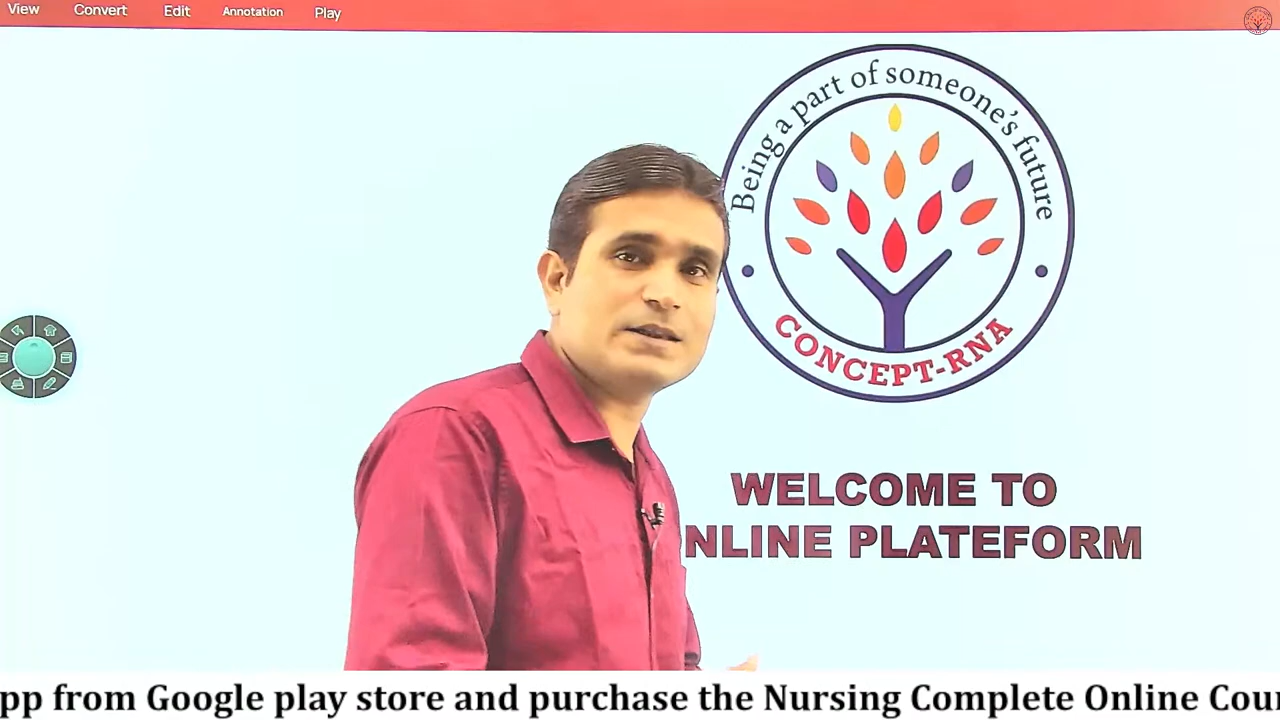 View Convert Edit Annotation Play
Being a part of someone's future
CONCEPT-RNA
WELCOME TO
NLINE PLATEFORM
pp from Google play store and purchase the Nursing Complete Online Cour